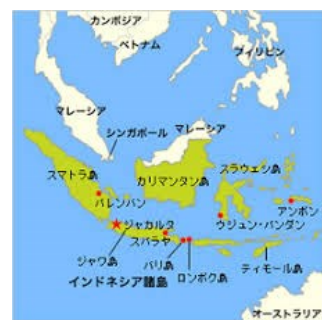 カンボジア
ベトナム
フィリピン
マレーシア
シンガポール
マレーシア
スマトラ島
カリマンタン島
スラウェシ島
パレンバン
アンボン
ジャカルタ
ウジュン・パンダン
スバラヤ
ジャワ島
バリ島
ロンボク島
ティモール島
インドネシア諸島
オーストラリア